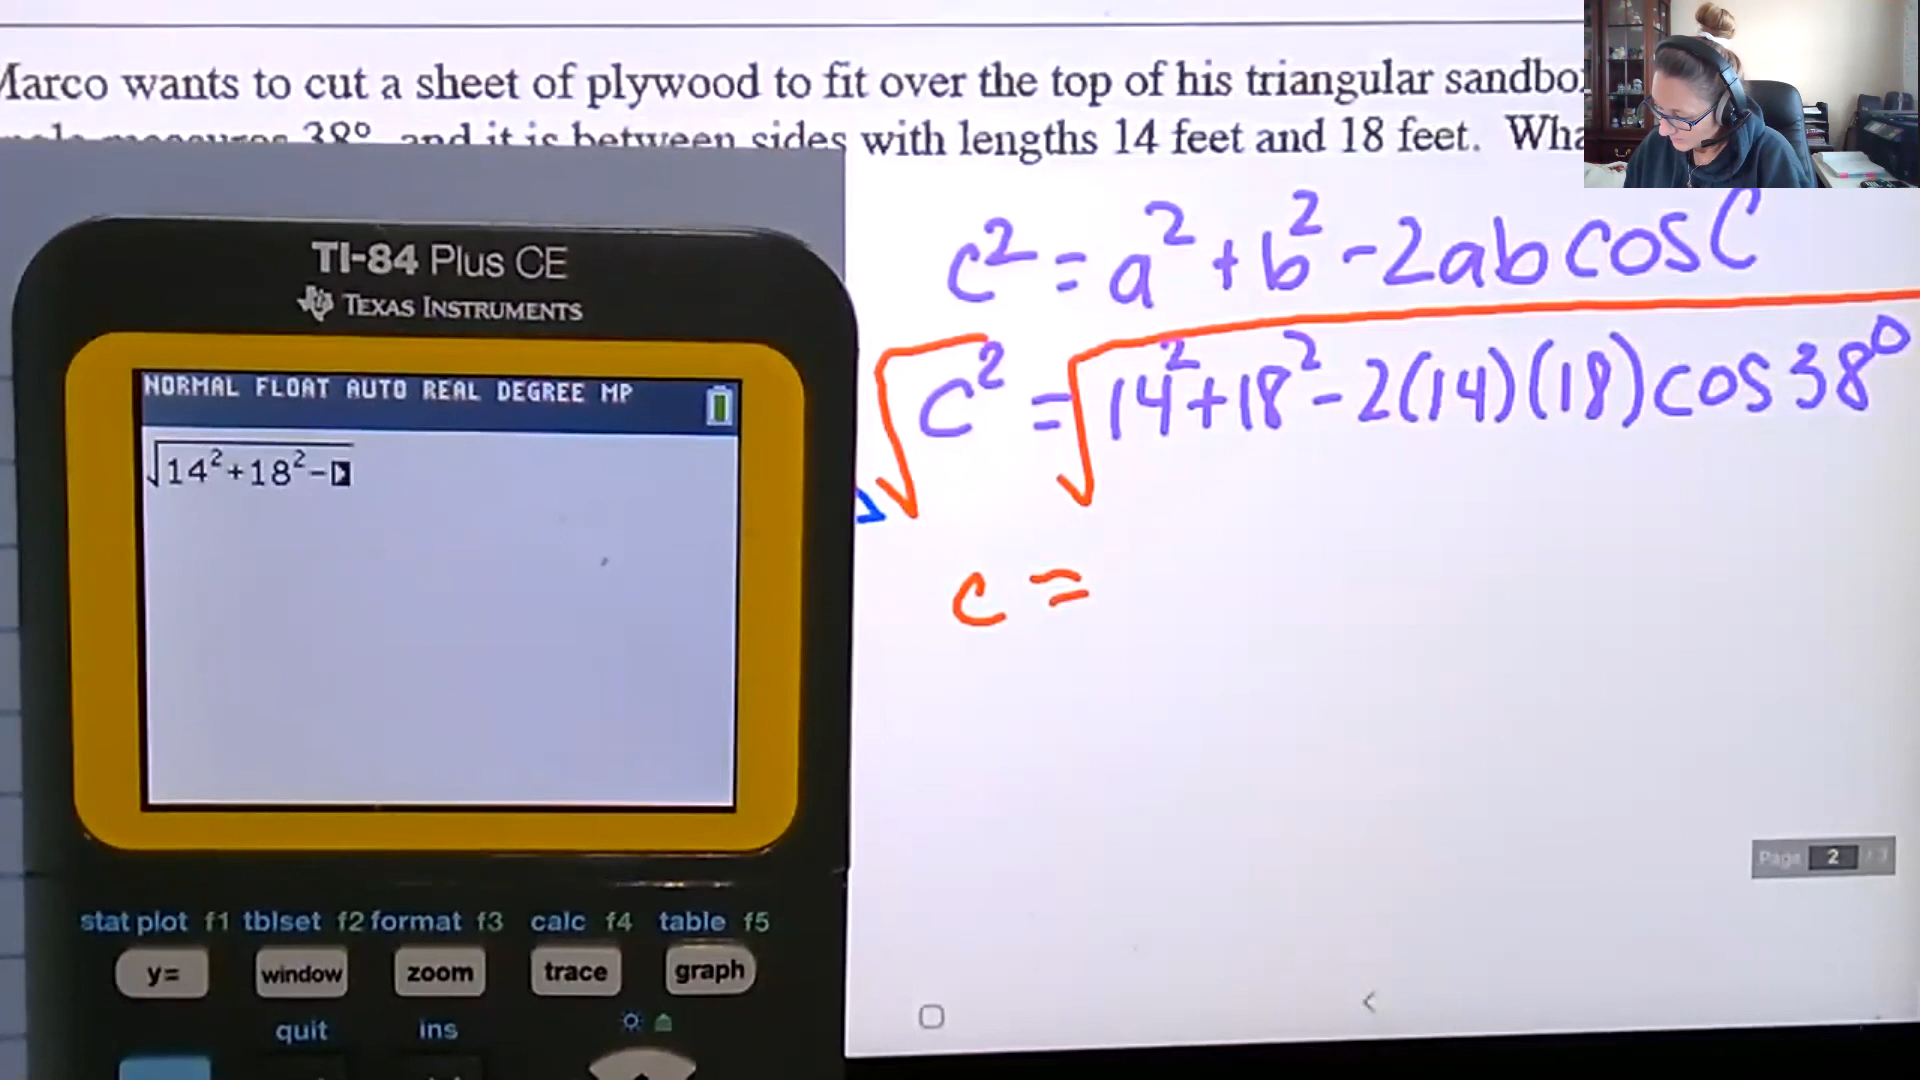 Marco wants to cut a sheet of plywood to fit over the top of his triangular sandbo
measures 38°, and it is between sides with lengths 14 feet and 18 feet. Wha
TI-84 Plus CE
TEXAS INSTRUMENTS
NORMAL FLOAT AUTO REAL DEGREE MP
√14²+18²-
c² = a² + b² - 2ab cos C
√c² = √14² + 18² - 2(14)(18) cos 38°
c =
Page 2
stat plot f1 tblset f2 format f3 calc f4 table f5
y= window zoom trace graph
quit ins